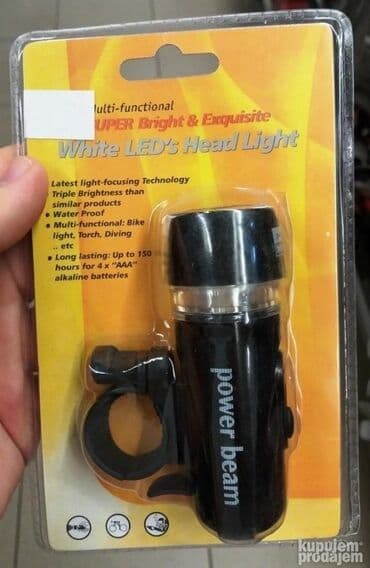 Multi-functional
SUPER Bright & Exquisite
White LED's Head Light
Latest light-focusing Technology
Triple Brightness than
similar products
• Water Proof
• Multi-functional: Bike
light, Torch, Diving
.. etc
• Long lasting: Up to 150
hours for 4 x "AAA"
alkaline batteries
power beam
kupujem
prodajem